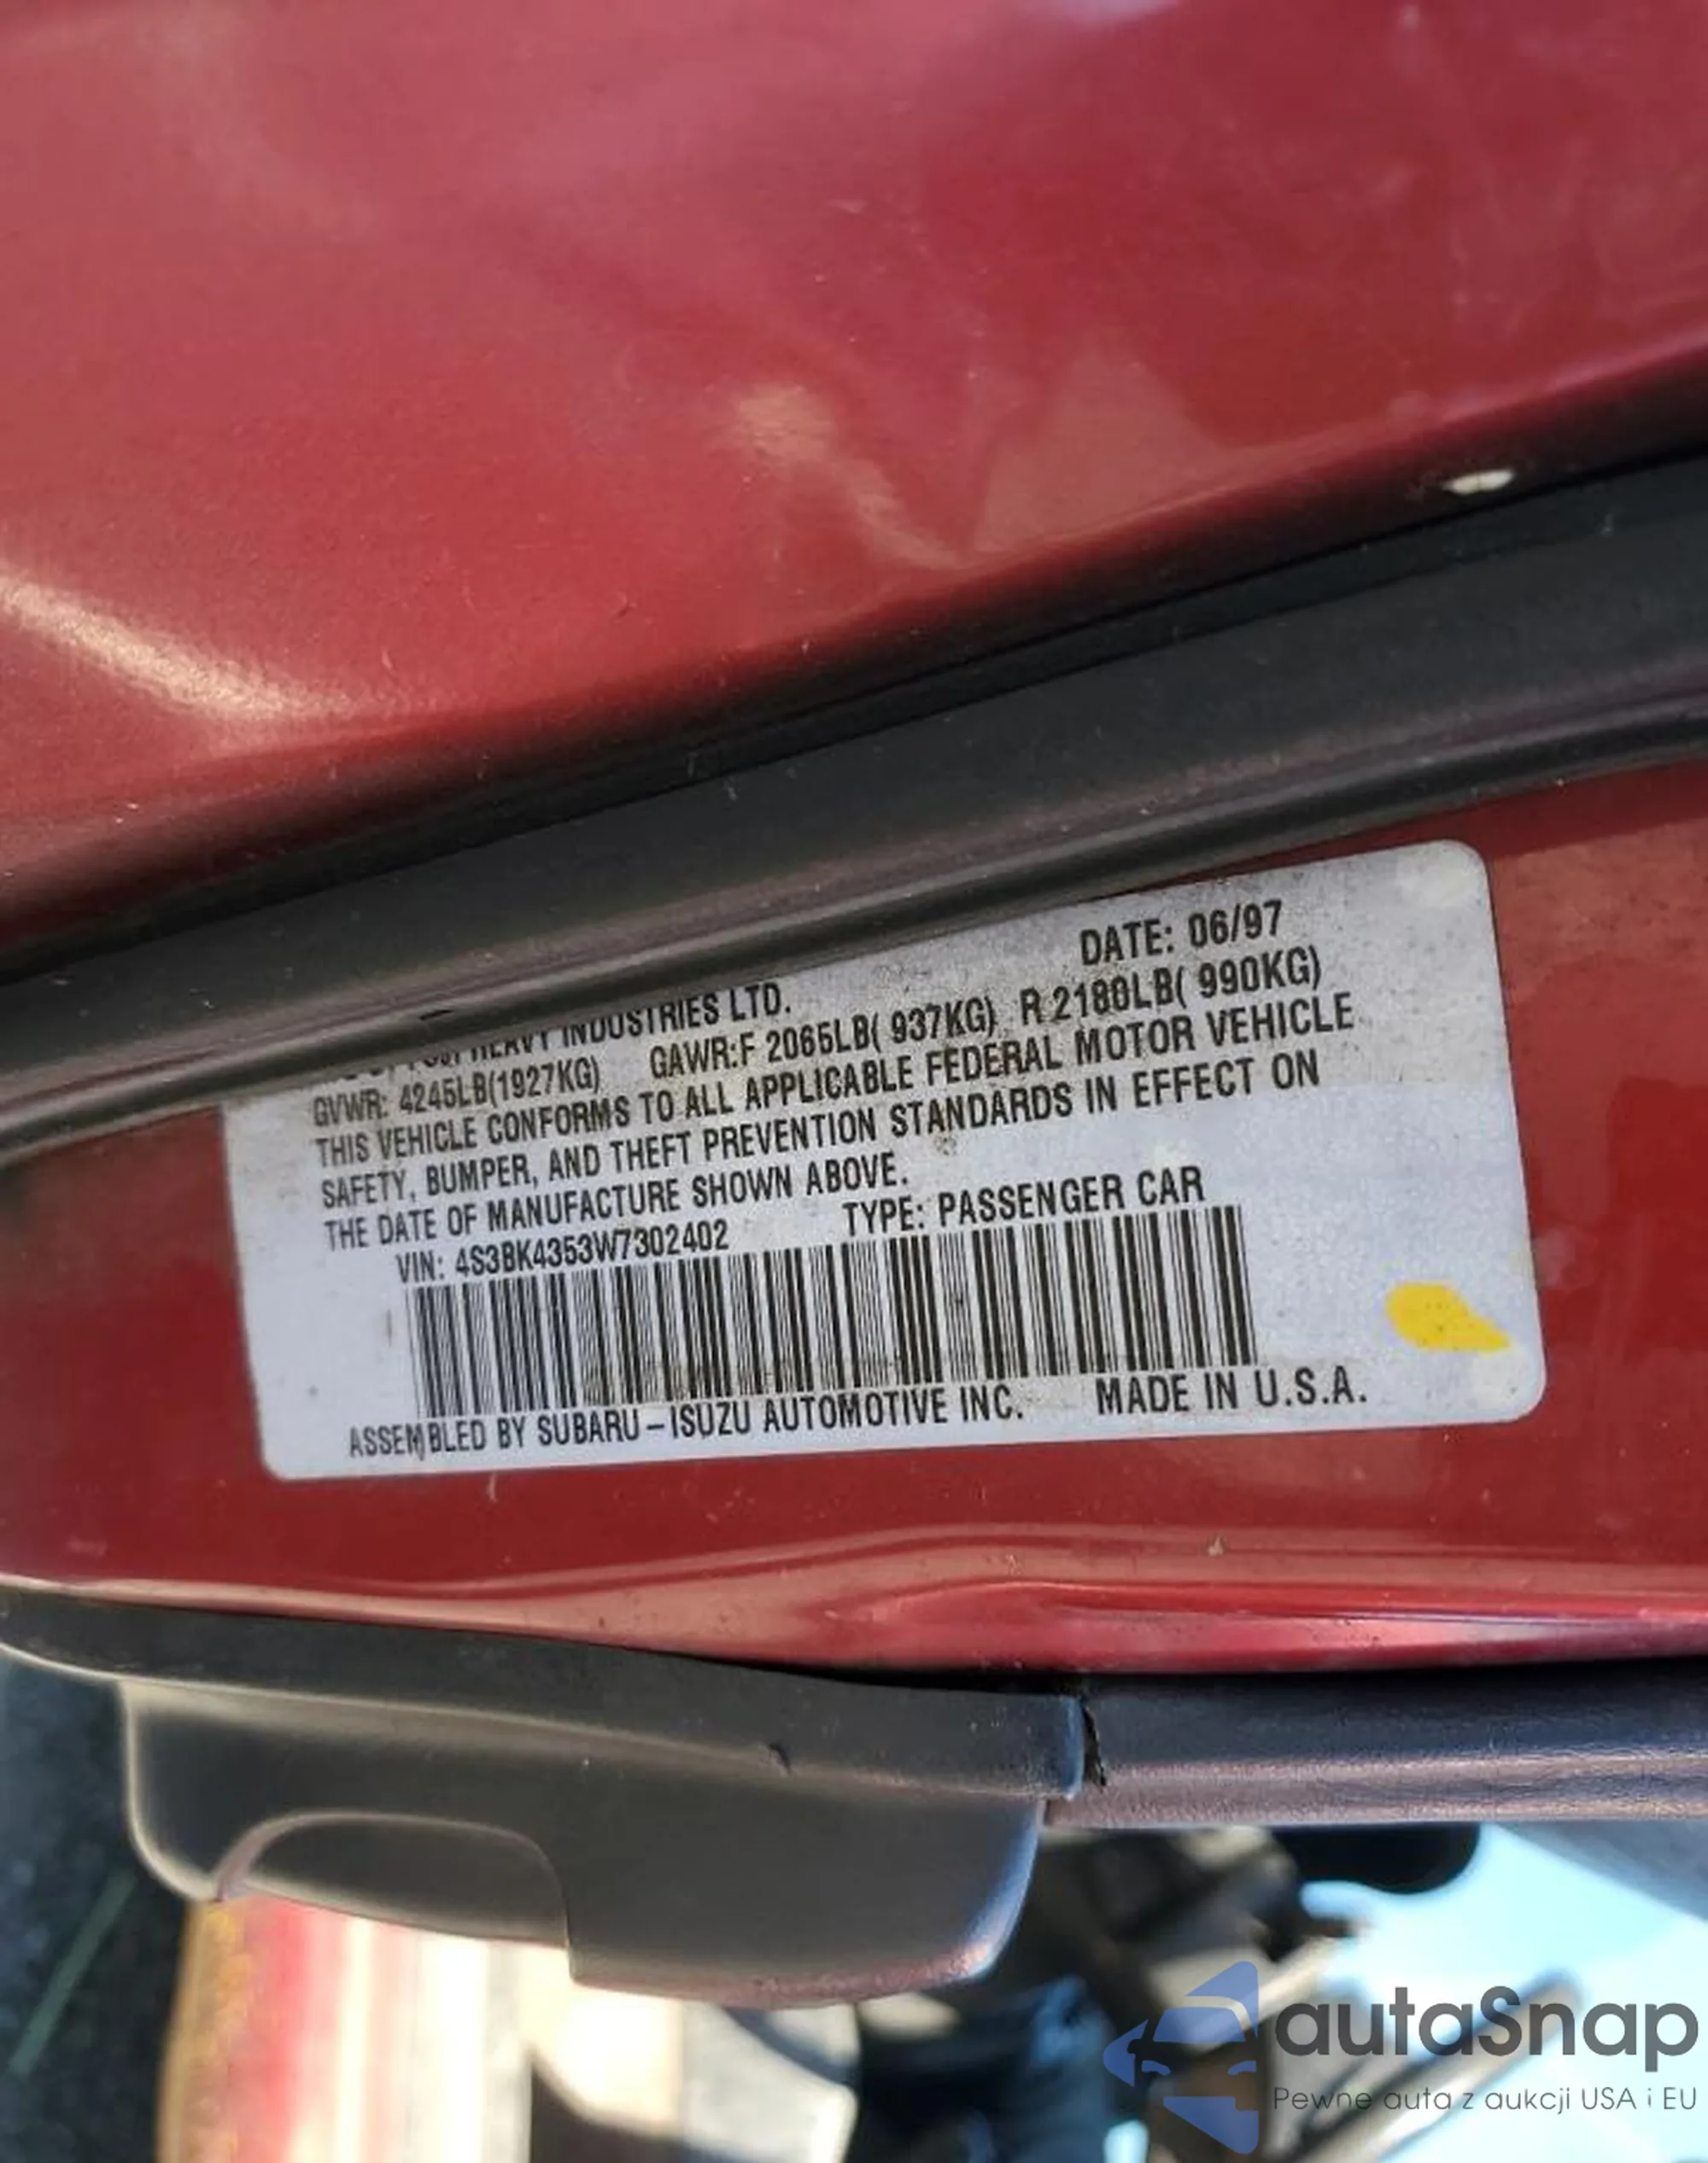 DATE: 06/97
HEAVY INDUSTRIES LTD.
GVWR: 4245LB(1927KG) GAWR:F 2065LB( 937KG) R 2180LB( 990KG)
THIS VEHICLE CONFORMS TO ALL APPLICABLE FEDERAL MOTOR VEHICLE
SAFETY, BUMPER, AND THEFT PREVENTION STANDARDS IN EFFECT ON
THE DATE OF MANUFACTURE SHOWN ABOVE.
VIN: 4S3BK4353W7302402 TYPE: PASSENGER CAR
ASSEMBLED BY SUBARU-ISUZU AUTOMOTIVE INC. MADE IN U.S.A.
autaSnap
Pewne auta z aukcji USA i EU